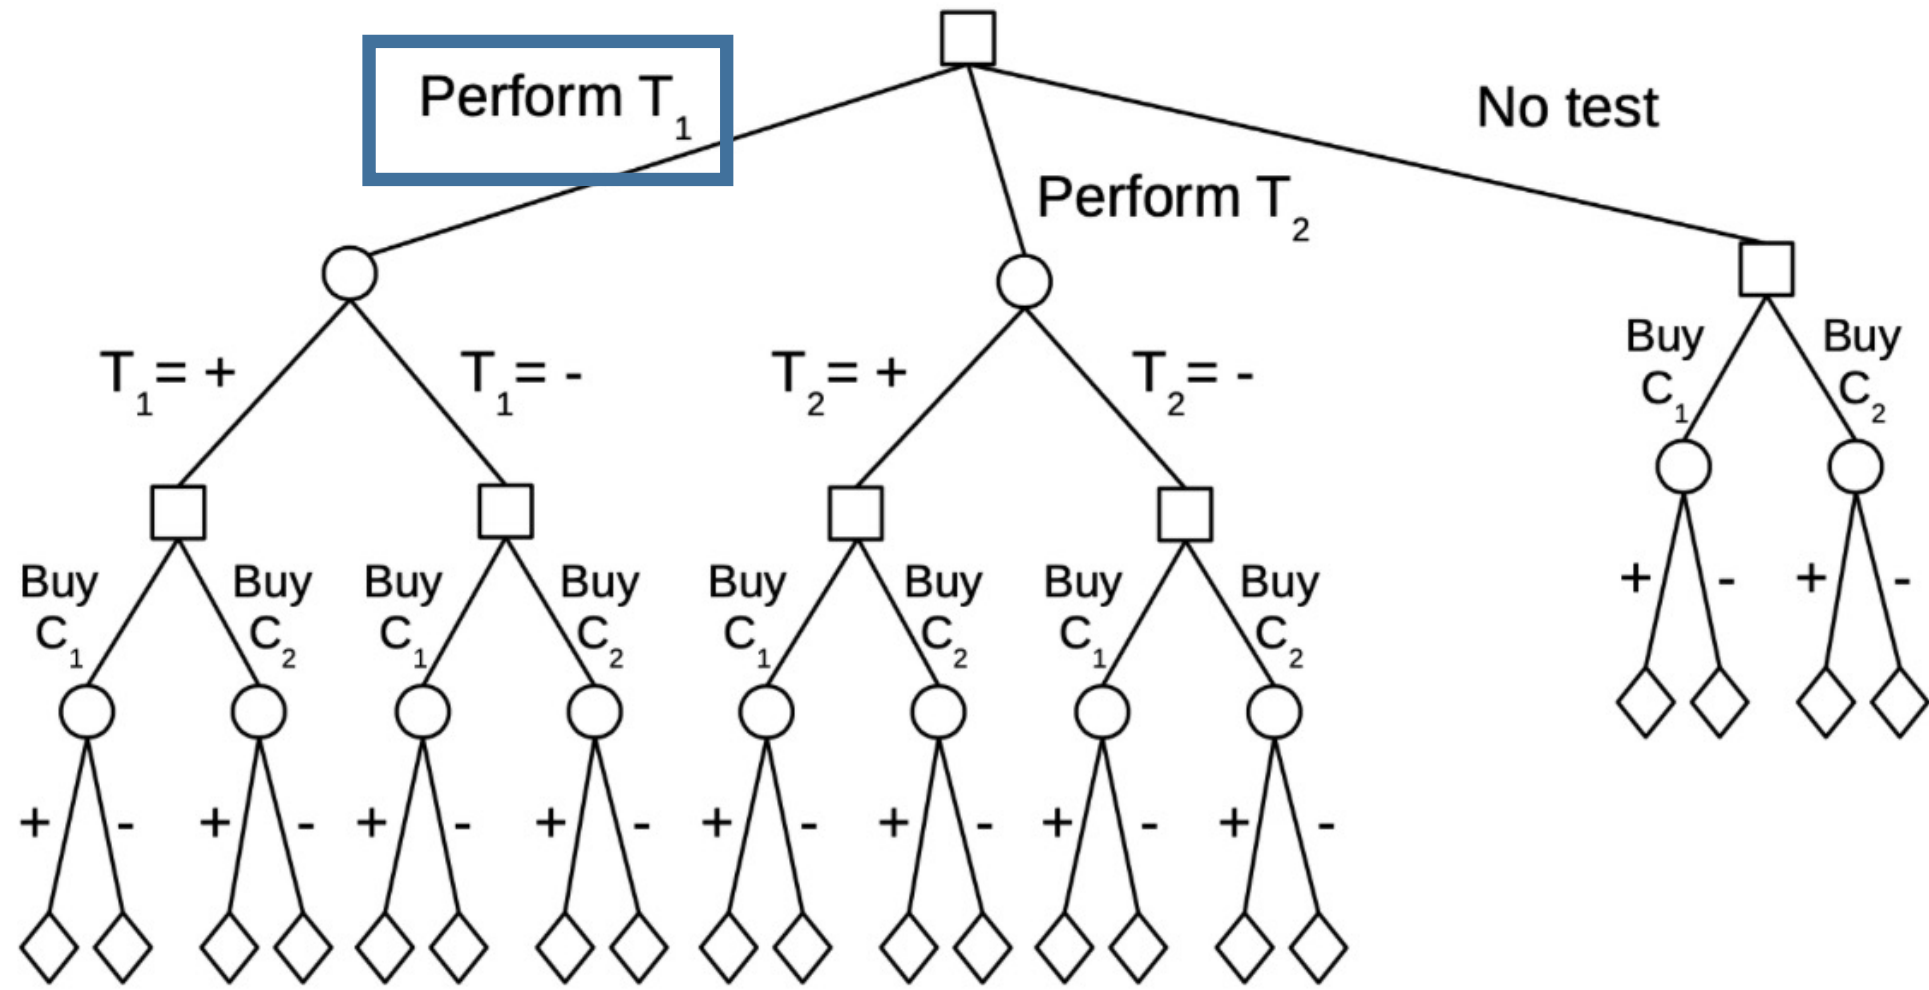 Perform T₁
No test
Perform T₂
T₁= +
T₁= -
T₂= +
T₂= -
Buy C₁
Buy C₂
Buy C₁
Buy C₂
Buy C₁
Buy C₂
Buy C₁
Buy C₂
Buy C₁
Buy C₂
+ - + -
+ - + - + - + - + - + - + - + -